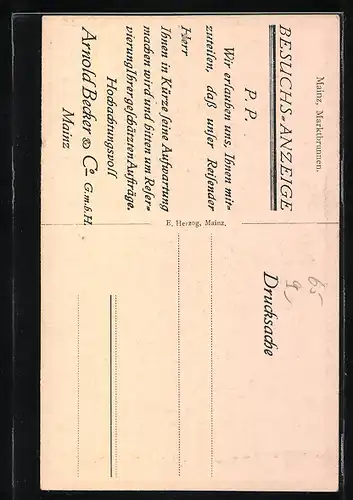 Mainz, Marktbrunnen.
BESUCHS-ANZEIGE
P. P.
Wir erlauben uns, Ihnen mit-
zuteilen, daß unser Reisender
Herr
Ihnen in Kürze seine Aufwartung
machen wird und bitten um Reser-
vierung Ihrer geschätzten Aufträge.
Hochachtungsvoll
Arnold Becker & Co G.m.b.H.
Mainz
E. Herzog, Mainz.
Drucksache
65